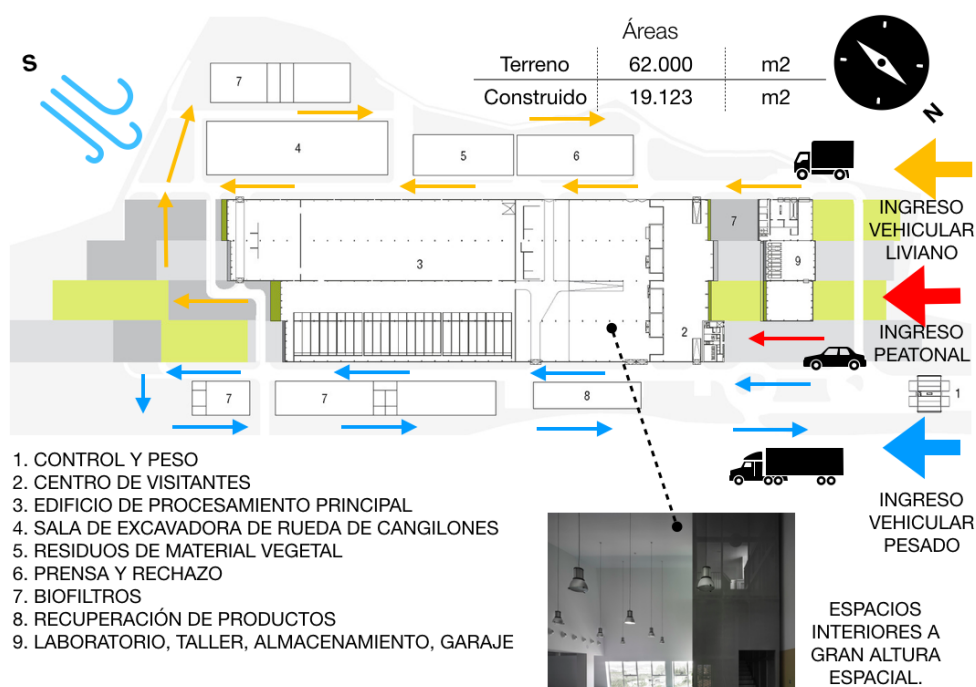 S
Áreas
Terreno 62.000 m2
Construido 19.123 m2
N
7
4
5
6
INGRESO
VEHICULAR
LIVIANO
7
3
9
INGRESO
PEATONAL
2
1
7
7
8
INGRESO
VEHICULAR
PESADO
1. CONTROL Y PESO
2. CENTRO DE VISITANTES
3. EDIFICIO DE PROCESAMIENTO PRINCIPAL
4. SALA DE EXCAVADORA DE RUEDA DE CANGILONES
5. RESIDUOS DE MATERIAL VEGETAL
6. PRENSA Y RECHAZO
7. BIOFILTROS
8. RECUPERACIÓN DE PRODUCTOS
9. LABORATORIO, TALLER, ALMACENAMIENTO, GARAJE
ESPACIOS
INTERIORES A
GRAN ALTURA
ESPACIAL.